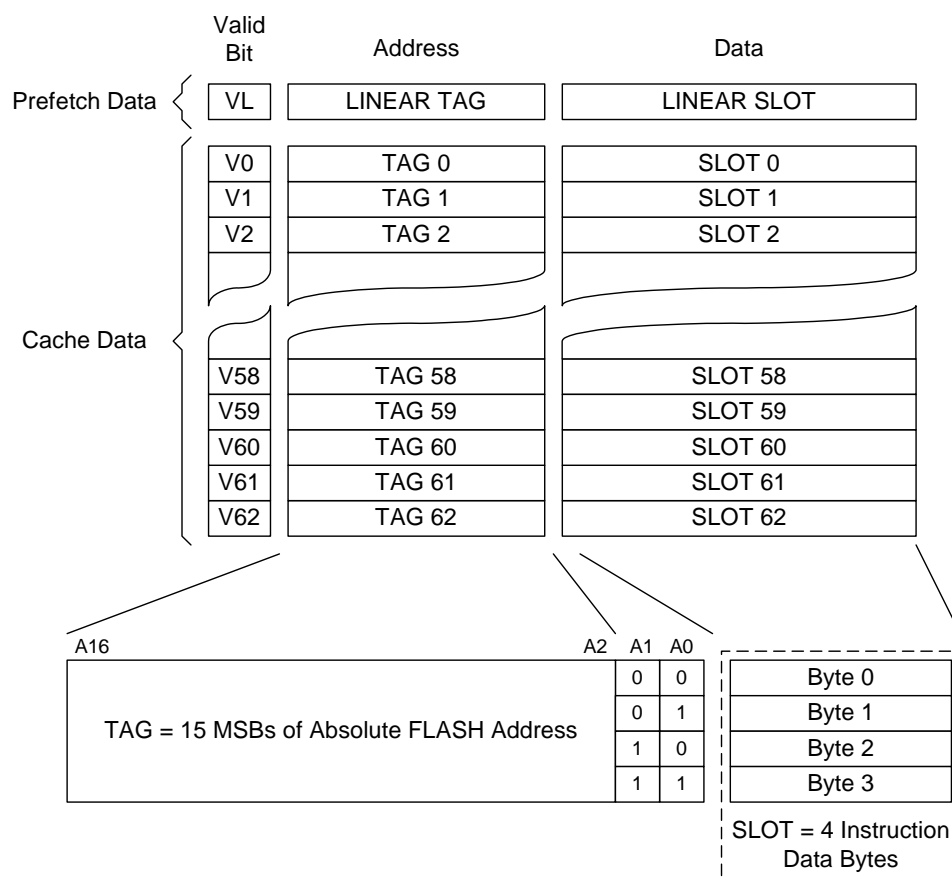 Valid
Bit
Address
Data
Prefetch Data
VL
LINEAR TAG
LINEAR SLOT
V0
TAG 0
SLOT 0
V1
TAG 1
SLOT 1
V2
TAG 2
SLOT 2
Cache Data
V58
TAG 58
SLOT 58
V59
TAG 59
SLOT 59
V60
TAG 60
SLOT 60
V61
TAG 61
SLOT 61
V62
TAG 62
SLOT 62
A16
A2
A1
A0
TAG = 15 MSBs of Absolute FLASH Address
0
0
Byte 0
0
1
Byte 1
1
0
Byte 2
1
1
Byte 3
SLOT = 4 Instruction
Data Bytes